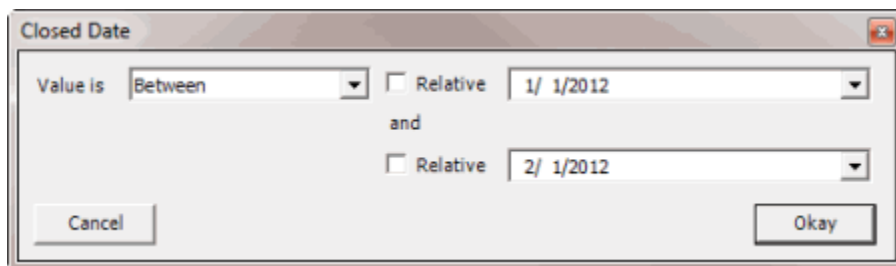 Closed Date
Value is Between Relative 1/ 1/2012
and
Relative 2/ 1/2012
Cancel Okay